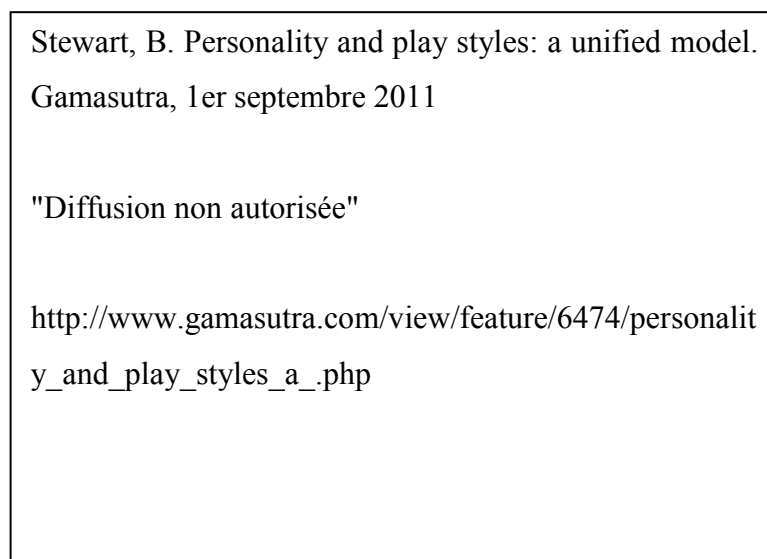 Stewart, B. Personality and play styles: a unified model.
Gamasutra, 1er septembre 2011
"Diffusion non autorisée"
http://www.gamasutra.com/view/feature/6474/personalit
y_and_play_styles_a_.php